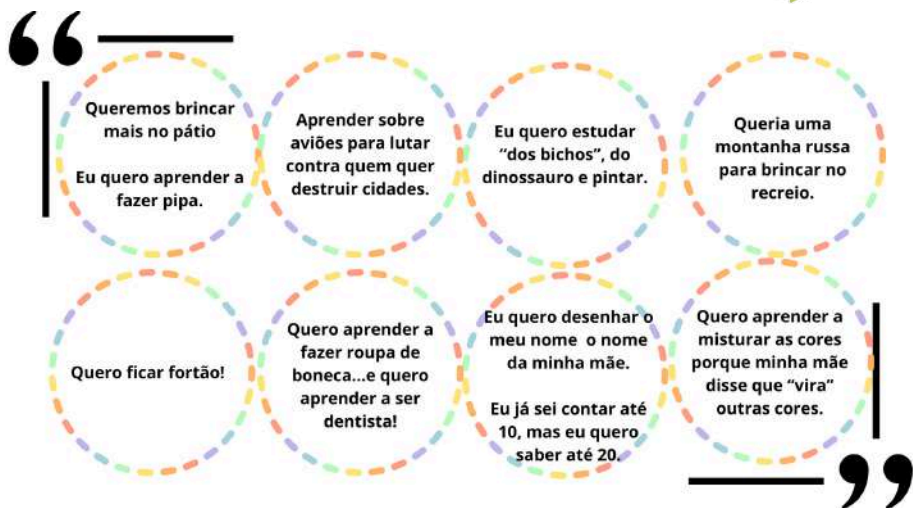 Queremos brincar
mais no pátio
Eu quero aprender a
fazer pipa.
Aprender sobre
aviões para lutar
contra quem quer
destruir cidades.
Eu quero estudar
“dos bichos”, do
dinossauro e pintar.
Queria uma
montanha russa
para brincar no
recreio.
Quero ficar fortão!
Quero aprender a
fazer roupa de
boneca...e quero
aprender a ser
dentista!
Eu quero desenhar o
meu nome o nome
da minha mãe.
Eu já sei contar até
10, mas eu quero
saber até 20.
Quero aprender a
misturar as cores
porque minha mãe
disse que “vira”
outras cores.